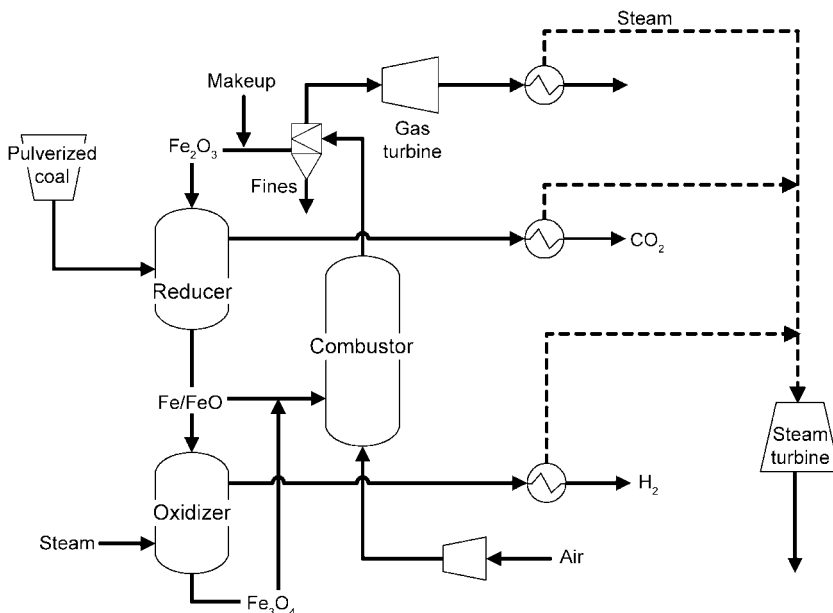 Steam
Makeup
Gas
turbine
Pulverized
coal
Fe₂O₃
Fines
CO₂
Reducer
Combustor
Fe/FeO
Steam
turbine
H₂
Oxidizer
Steam
Air
Fe₃O₄